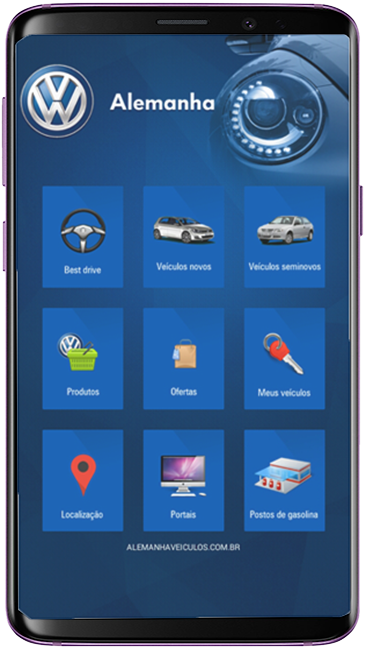 VW
Alemanha
Best drive
Veículos novos
Veículos seminovos
Produtos
Ofertas
Meus veículos
Localização
Portais
Postos de gasolina
ALEMANHAVEICULOS.COM.BR